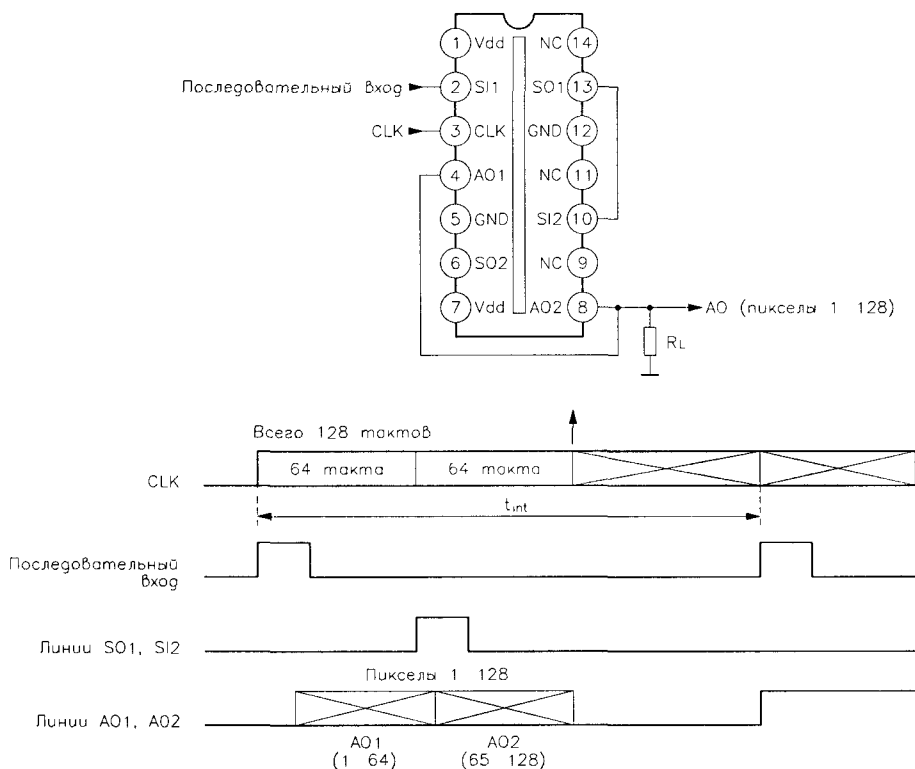 1 Vdd NC 14
Последовательный вход 2 SI1 SO1 13
CLK 3 CLK GND 12
4 AO1 NC 11
5 GND SI2 10
6 SO2 NC 9
7 Vdd AO2 8 AO (пикселы 1 128)
RL
Всего 128 тактов
64 такта 64 такта
CLK
tint
Последовательный
вход
Линии SO1, SI2
Пикселы 1 128
Линии AO1, AO2
AO1 AO2
(1 64) (65 128)